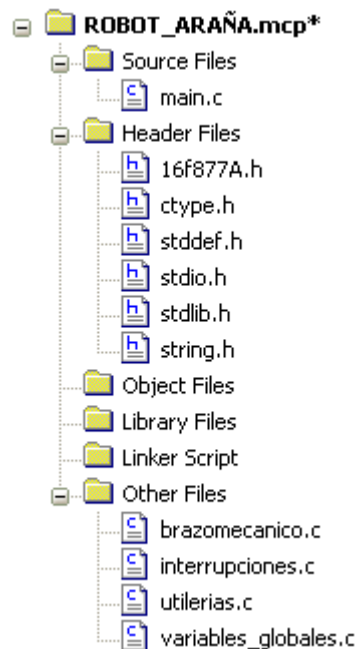 ROBOT_ARAÑA.mcp*
Source Files
main.c
Header Files
16f877A.h
ctype.h
stddef.h
stdio.h
stdlib.h
string.h
Object Files
Library Files
Linker Script
Other Files
brazomecanico.c
interrupciones.c
utilerias.c
variables_globales.c